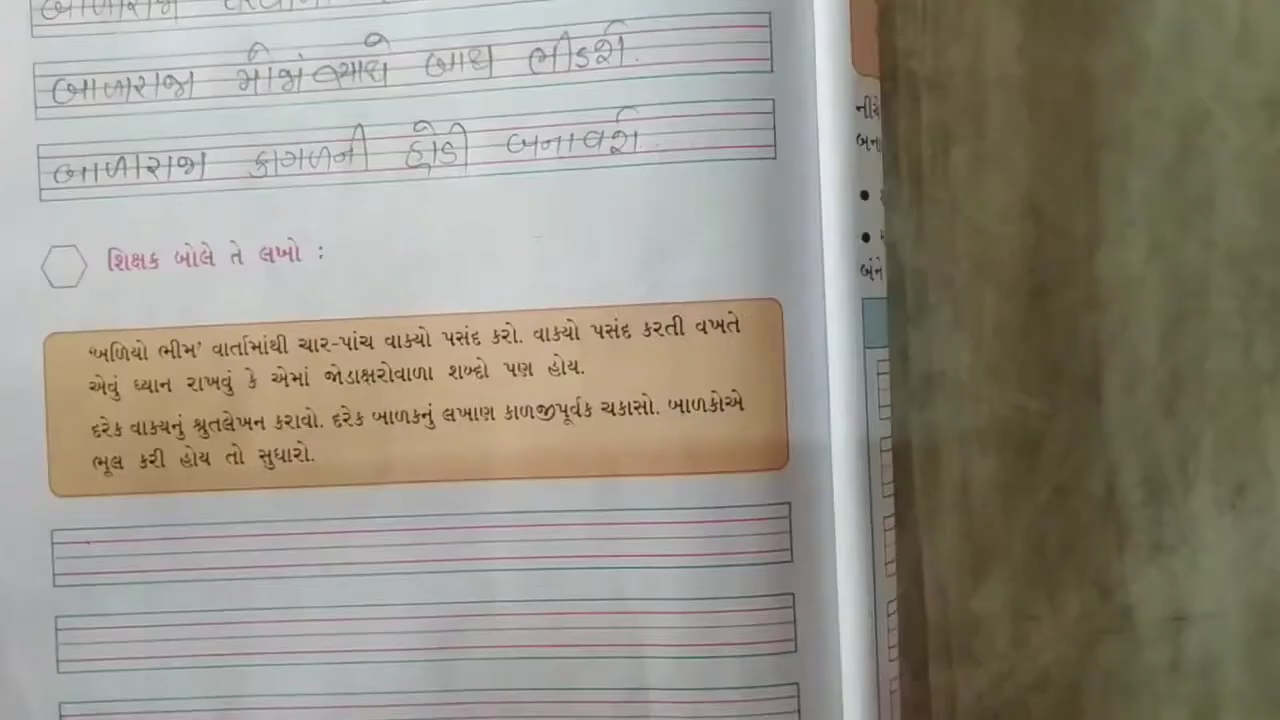 બાળારાજા
બાળારાજા મોજાં સાથે બાથ ભીડશે.
બાળારાજા કાગળની હોડી બનાવશે.
શિક્ષક બોલે તે લખો :
'બળિયો ભીમ' વાર્તામાંથી ચાર-પાંચ વાક્યો પસંદ કરો. વાક્યો પસંદ કરતી વખતે
એવું ધ્યાન રાખવું કે એમાં જોડાક્ષરોવાળા શબ્દો પણ હોય.
દરેક વાક્યનું શ્રુતલેખન કરાવો. દરેક બાળકનું લખાણ કાળજીપૂર્વક ચકાસો. બાળકોએ
ભૂલ કરી હોય તો સુધારો.